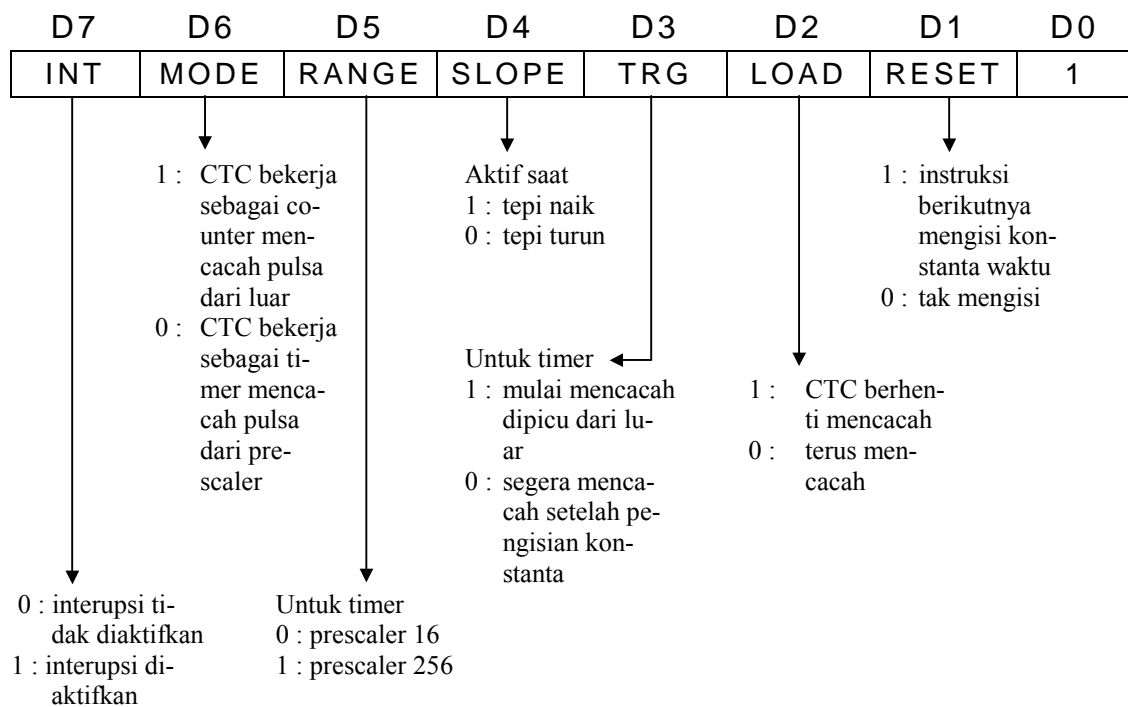 D7 D6 D5 D4 D3 D2 D1 D0
INT MODE RANGE SLOPE TRG LOAD RESET 1
1 : CTC bekerja
sebagai co-
unter men-
cacah pulsa
dari luar
0 : CTC bekerja
sebagai ti-
mer menca-
cah pulsa
dari pre-
scaler
Aktif saat
1 : tepi naik
0 : tepi turun
1 : instruksi
berikutnya
mengisi kon-
stanta waktu
0 : tak mengisi
Untuk timer
1 : mulai mencacah
dipicu dari lu-
ar
0 : segera menca-
cah setelah pe-
ngisian kon-
stanta
1 : CTC berhen-
ti mencacah
0 : terus men-
cacah
0 : interupsi ti-
dak diaktifkan
1 : interupsi di-
aktifkan
Untuk timer
0 : prescaler 16
1 : prescaler 256